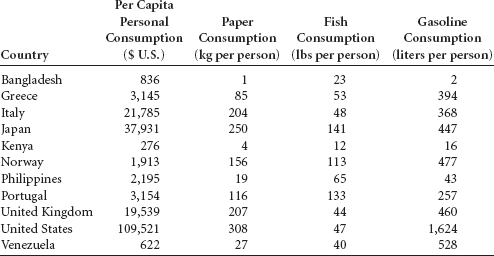 Per Capita
Personal Paper Fish Gasoline
Consumption Consumption Consumption Consumption
Country ($ U.S.) (kg per person) (lbs per person) (liters per person)
Bangladesh 836 1 23 2
Greece 3,145 85 53 394
Italy 21,785 204 48 368
Japan 37,931 250 141 447
Kenya 276 4 12 16
Norway 1,913 156 113 477
Philippines 2,195 19 65 43
Portugal 3,154 116 133 257
United Kingdom 19,539 207 44 460
United States 109,521 308 47 1,624
Venezuela 622 27 40 528